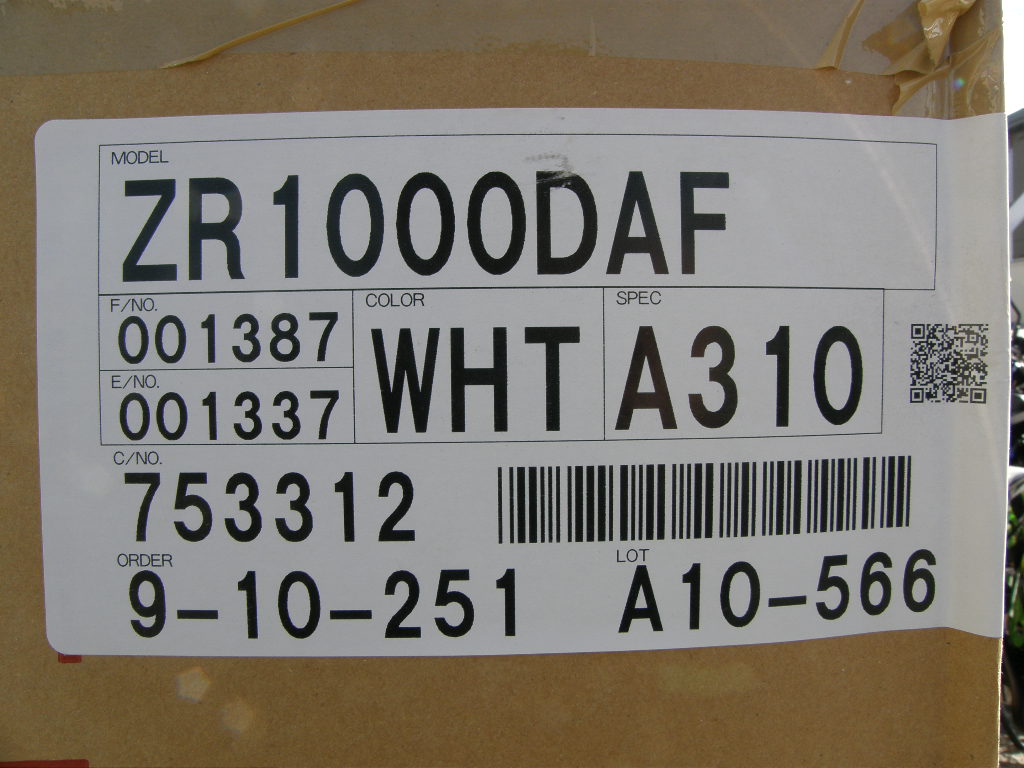 MODEL
ZR1000DAF
F/NO.
001387
E/NO.
001337
COLOR
WHT
SPEC
A310
C/NO.
753312
ORDER
9-10-251
LOT
A10-566